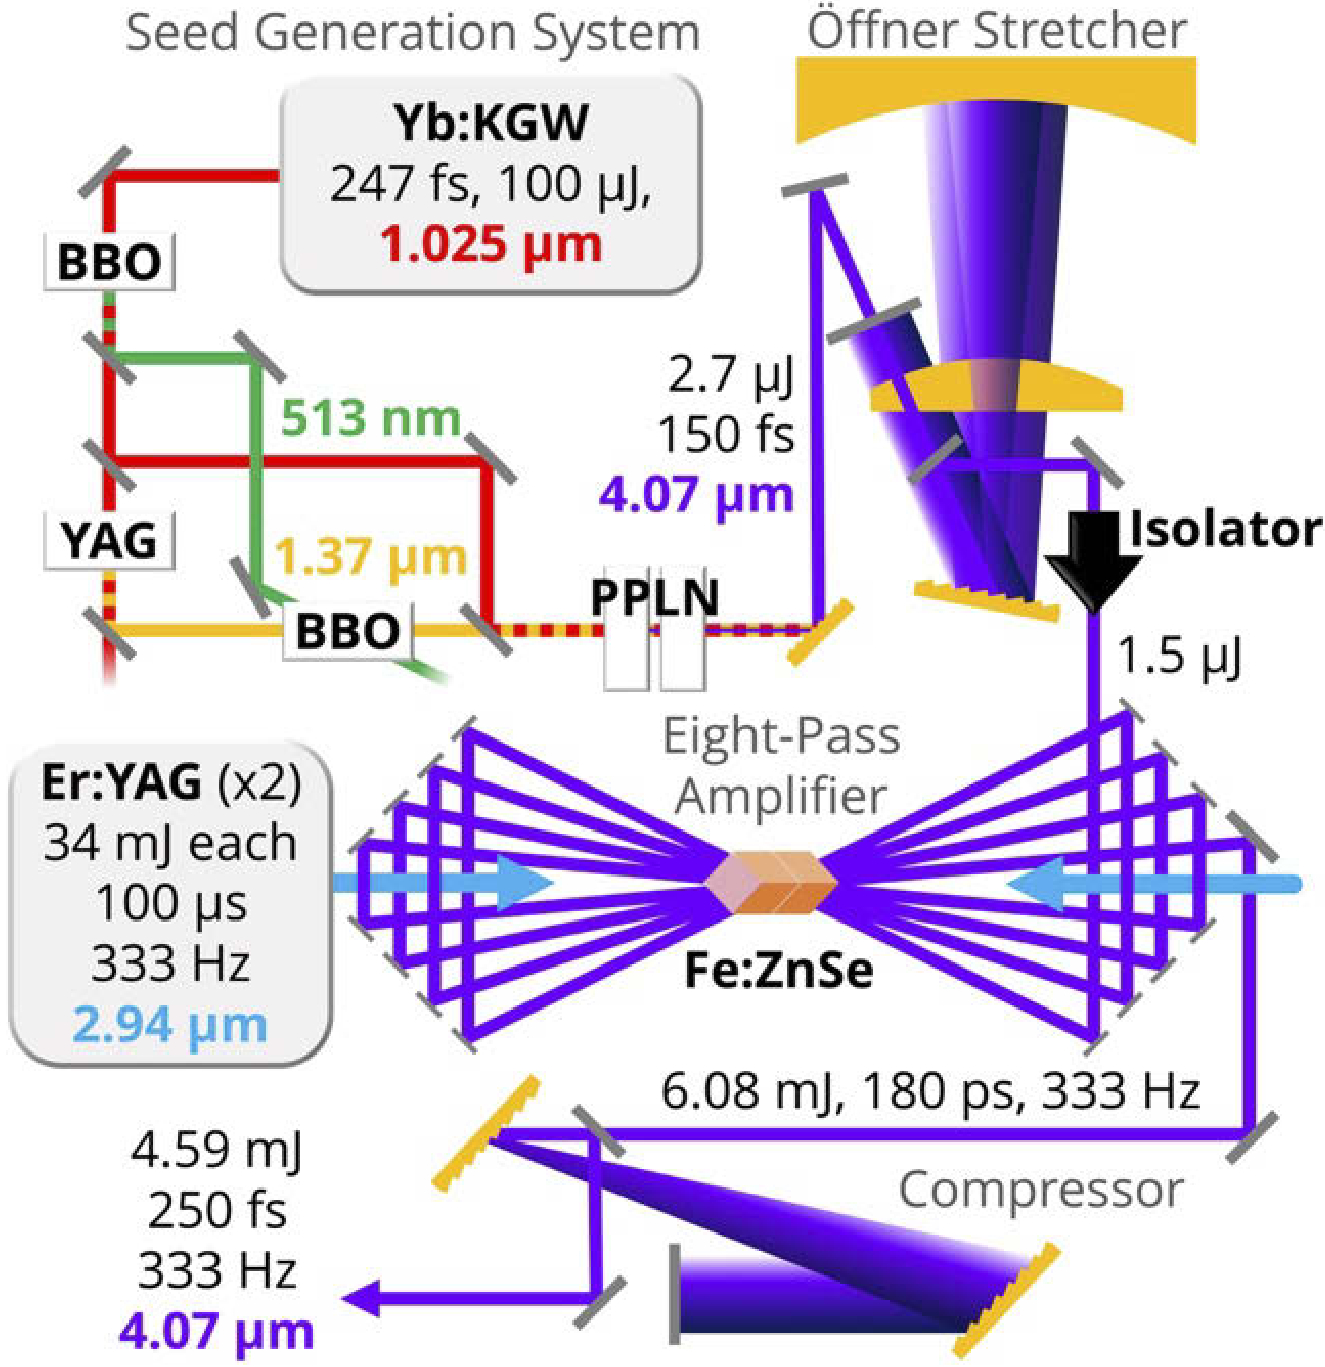 Seed Generation System
Öffner Stretcher
Yb:KGW
247 fs, 100 µJ,
1.025 µm
BBO
513 nm
YAG
1.37 µm
BBO
PPLN
2.7 µJ
150 fs
4.07 µm
Isolator
1.5 µJ
Eight-Pass
Amplifier
Er:YAG (x2)
34 mJ each
100 µs
333 Hz
2.94 µm
Fe:ZnSe
6.08 mJ, 180 ps, 333 Hz
Compressor
4.59 mJ
250 fs
333 Hz
4.07 µm